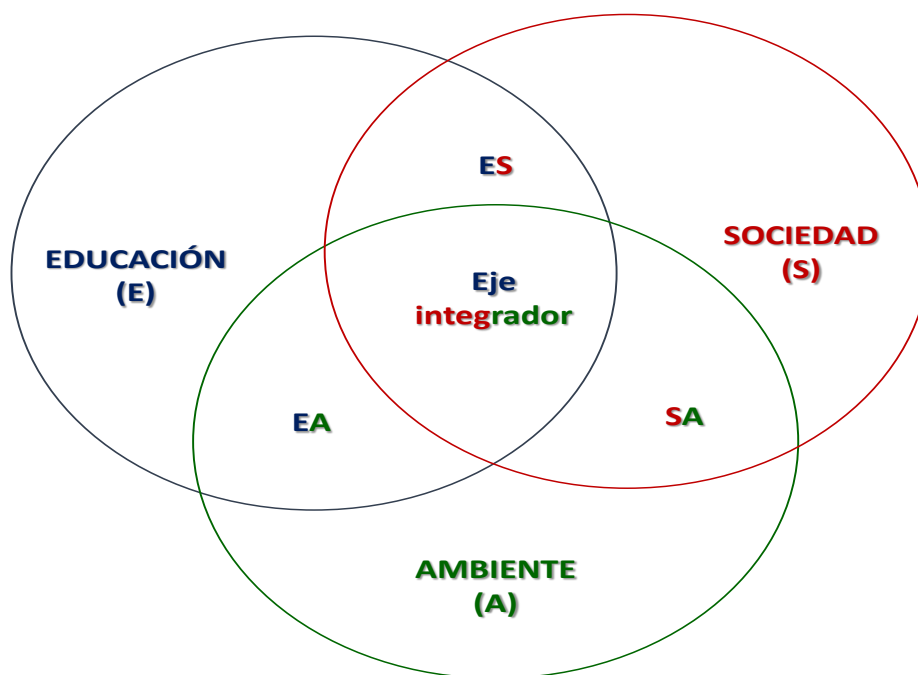 ES
SOCIEDAD
(S)
EDUCACIÓN
(E)
Eje
integrador
EA
SA
AMBIENTE
(A)